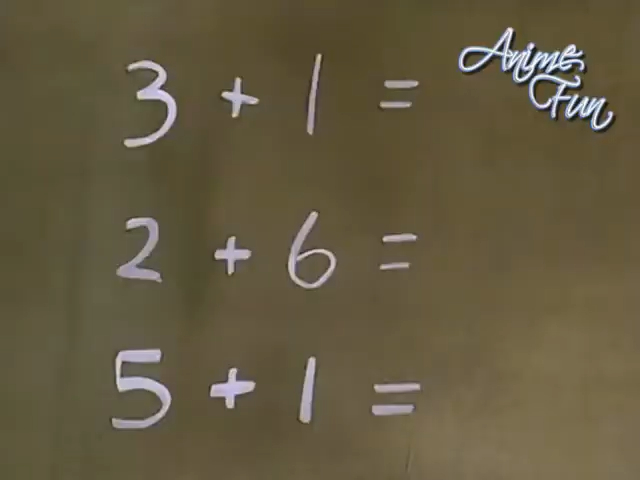 Anime
Fun
3 + 1 =
2 + 6 =
5 + 1 =